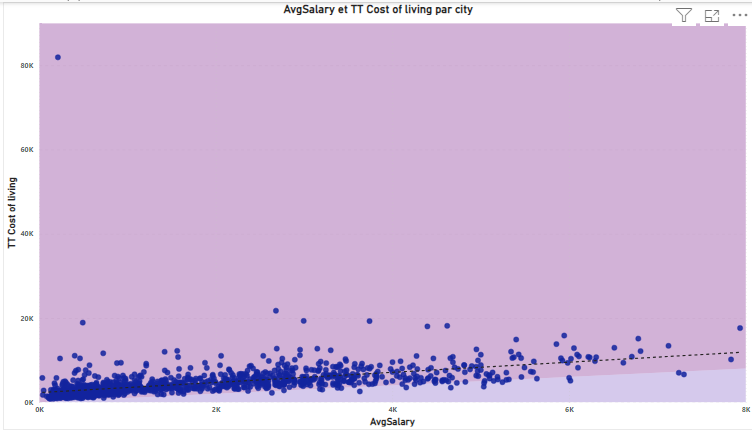 AvgSalary et TT Cost of living par city
80K
60K
40K
20K
0K
TT Cost of living
0K 2K 4K 6K 8K
AvgSalary